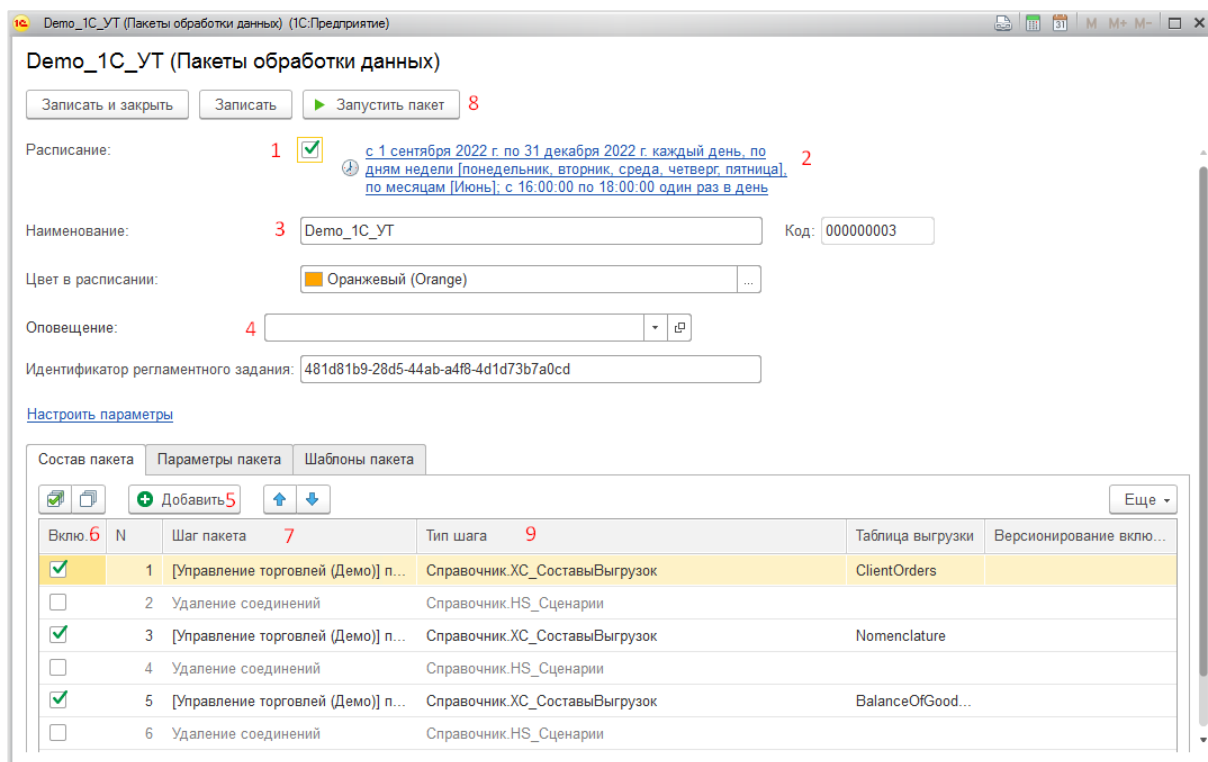 Demo_1С_УТ (Пакеты обработки данных) (1С:Предприятие)
31 M M+ M-
Demo_1С_УТ (Пакеты обработки данных)
Записать и закрыть Записать Запустить пакет 8
Расписание: 1 с 1 сентября 2022 г. по 31 декабря 2022 г. каждый день, по
дням недели [понедельник, вторник, среда, четверг, пятница], 2
по месяцам [Июнь]; с 16:00:00 по 18:00:00 один раз в день
Наименование: 3 Demo_1С_УТ Код: 000000003
Цвет в расписании: Оранжевый (Orange) ...
Оповещение: 4
Идентификатор регламентного задания: 481d81b9-28d5-44ab-a4f8-4d1d73b7a0cd
Настроить параметры
Состав пакета Параметры пакета Шаблоны пакета
Добавить 5 Еще
Вклю. 6 N Шаг пакета 7 Тип шага 9 Таблица выгрузки Версионирование вклю...
1 [Управление торговлей (Демо)] п... Справочник.ХС_СоставыВыгрузок ClientOrders
2 Удаление соединений Справочник.HS_Сценарии
3 [Управление торговлей (Демо)] п... Справочник.ХС_СоставыВыгрузок Nomenclature
4 Удаление соединений Справочник.HS_Сценарии
5 [Управление торговлей (Демо)] п... Справочник.ХС_СоставыВыгрузок BalanceOfGood...
6 Удаление соединений Справочник.HS_Сценарии